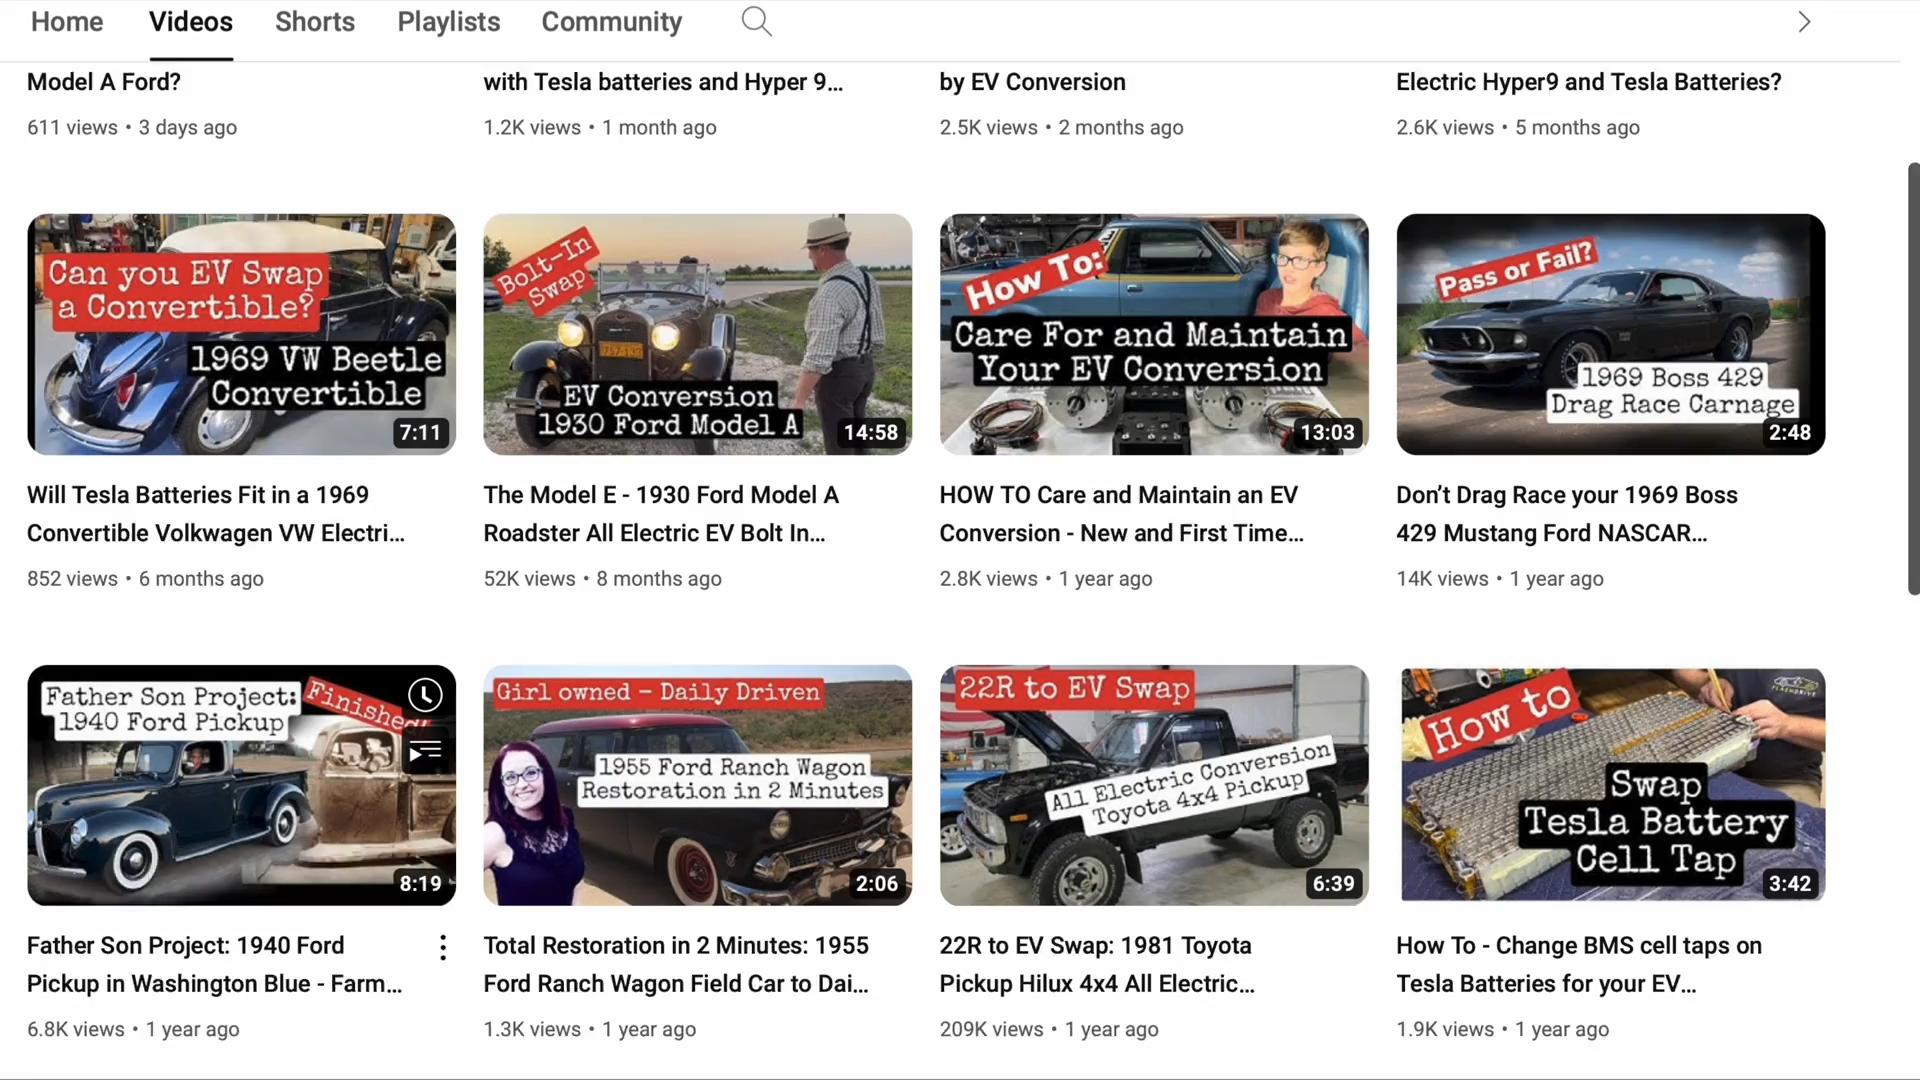 Home Videos Shorts Playlists Community
Model A Ford?
611 views • 3 days ago
with Tesla batteries and Hyper 9...
1.2K views • 1 month ago
by EV Conversion
2.5K views • 2 months ago
Electric Hyper9 and Tesla Batteries?
2.6K views • 5 months ago
Can you EV Swap
a Convertible?
1969 VW Beetle
Convertible
7:11
Will Tesla Batteries Fit in a 1969
Convertible Volkwagen VW Electri...
852 views • 6 months ago
Bolt-In
Swap
EV Conversion
1930 Ford Model A
14:58
The Model E - 1930 Ford Model A
Roadster All Electric EV Bolt In...
52K views • 8 months ago
How To:
Care For and Maintain
Your EV Conversion
13:03
HOW TO Care and Maintain an EV
Conversion - New and First Time...
2.8K views • 1 year ago
Pass or Fail?
1969 Boss 429
Drag Race Carnage
2:48
Don’t Drag Race your 1969 Boss
429 Mustang Ford NASCAR...
14K views • 1 year ago
Father Son Project:
1940 Ford Pickup
Finished!
8:19
Father Son Project: 1940 Ford
Pickup in Washington Blue - Farm...
6.8K views • 1 year ago
Girl owned - Daily Driven
1955 Ford Ranch Wagon
Restoration in 2 Minutes
2:06
Total Restoration in 2 Minutes: 1955
Ford Ranch Wagon Field Car to Dai...
1.3K views • 1 year ago
22R to EV Swap
All Electric Conversion
Toyota 4x4 Pickup
6:39
22R to EV Swap: 1981 Toyota
Pickup Hilux 4x4 All Electric...
209K views • 1 year ago
How to
Swap
Tesla Battery
Cell Tap
3:42
How To - Change BMS cell taps on
Tesla Batteries for your EV...
1.9K views • 1 year ago